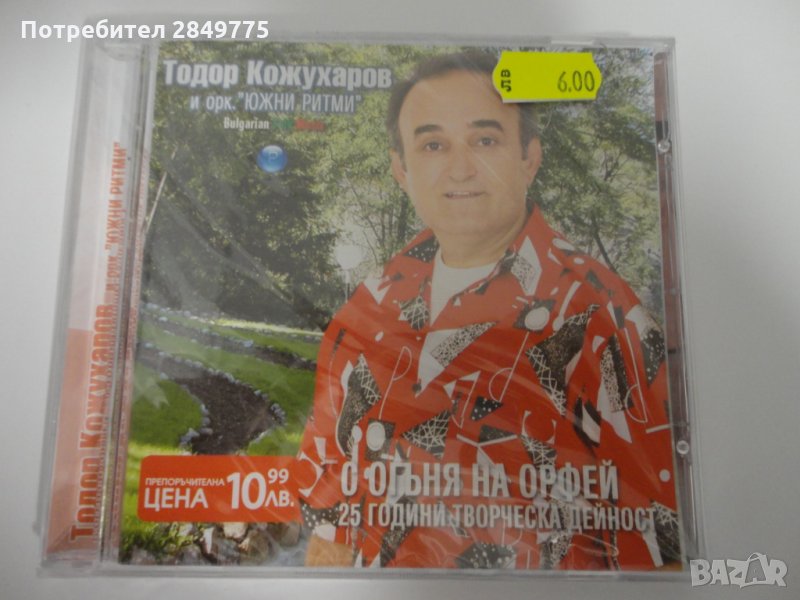 Потребител 2849775
Тодор Кожухаров
и орк. "ЮЖНИ РИТМИ"
Bulgarian
лв 6.00
Тодор Кожухаров и орк. "ЮЖНИ РИТМИ"
ПРЕПОРЪЧИТЕЛНА
ЦЕНА 10.99 ЛВ.
С ОГЪНЯ НА ОРФЕЙ
25 ГОДИНИ ТВОРЧЕСКА ДЕЙНОСТ
BAZAR